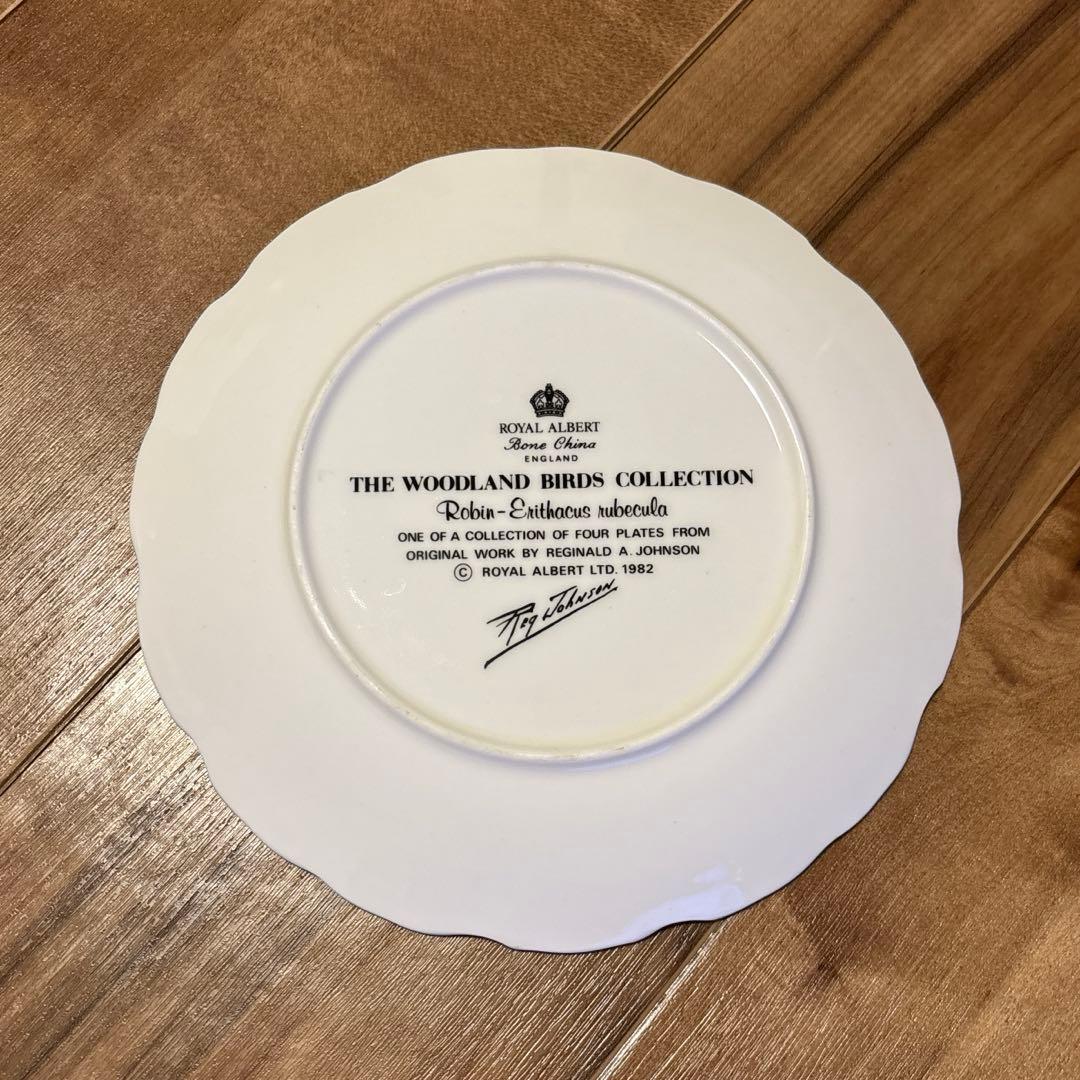 ROYAL ALBERT
Bone China
ENGLAND
THE WOODLAND BIRDS COLLECTION
Robin-Erithacus rubecula
ONE OF A COLLECTION OF FOUR PLATES FROM
ORIGINAL WORK BY REGINALD A. JOHNSON
© ROYAL ALBERT LTD. 1982
Reg Johnson